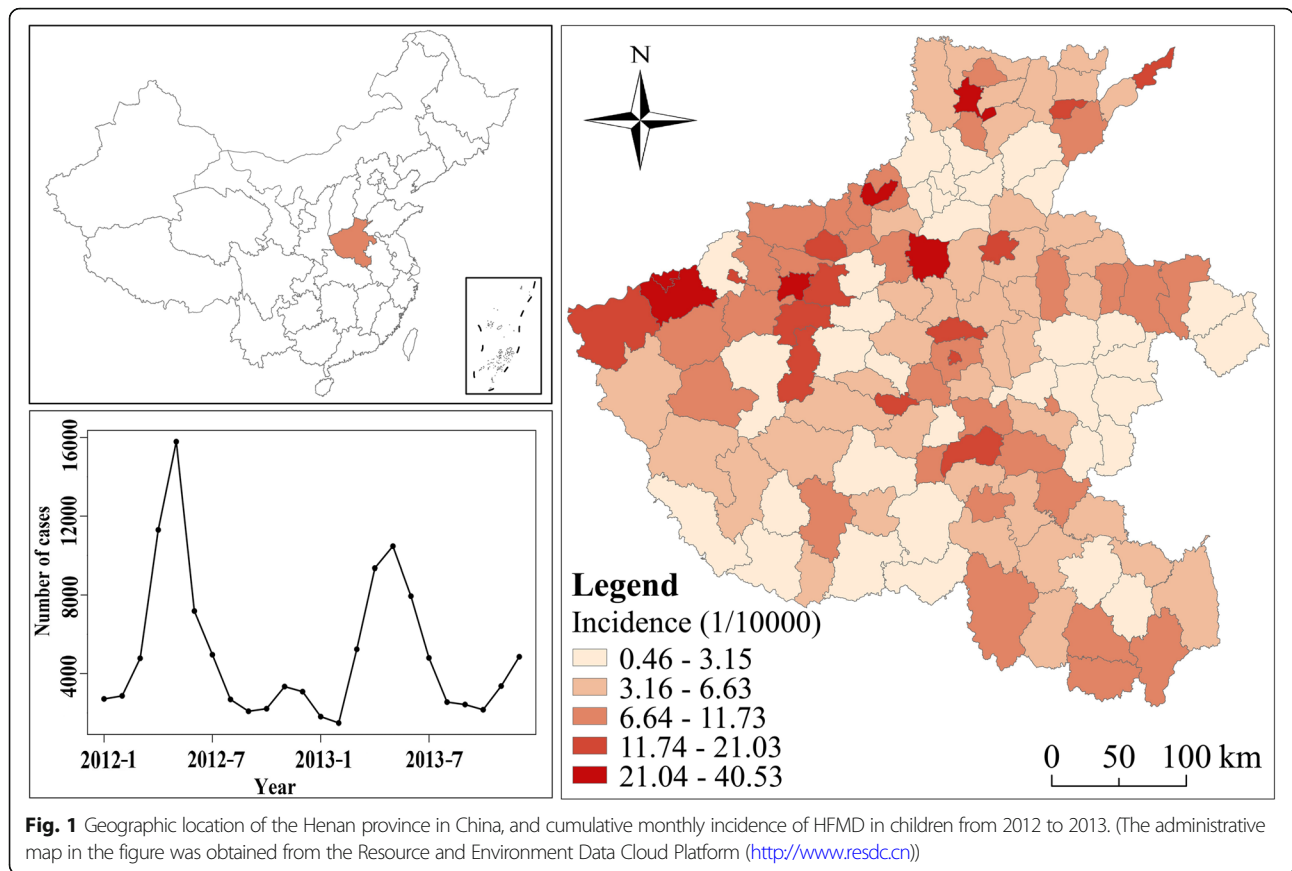 N
Number of cases
16000
12000
8000
4000
2012-1 2012-7 2013-1 2013-7
Year
Legend
Incidence (1/10000)
0.46 - 3.15
3.16 - 6.63
6.64 - 11.73
11.74 - 21.03
21.04 - 40.53
0 50 100 km
Fig. 1 Geographic location of the Henan province in China, and cumulative monthly incidence of HFMD in children from 2012 to 2013. (The administrative
map in the figure was obtained from the Resource and Environment Data Cloud Platform (http://www.resdc.cn))